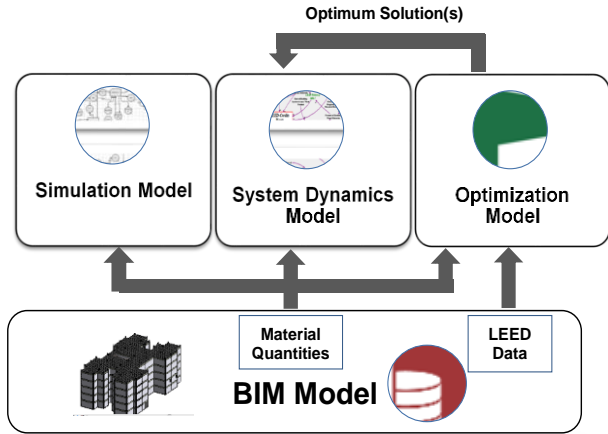 Optimum Solution(s)
Simulation Model
System Dynamics
Model
Optimization
Model
Material
Quantities
LEED
Data
BIM Model